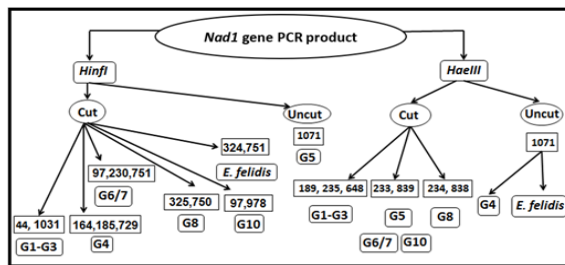 Nad1 gene PCR product
HinfI
HaeIII
Cut
Uncut
Cut
Uncut
1071
G5
1071
324,751
E. felidis
97,230,751
G6/7
189, 235, 648
G1-G3
233, 839
G5
G6/7
G10
234, 838
G8
G4
E. felidis
325,750
G8
97,978
G10
44, 1031
G1-G3
164,185,729
G4